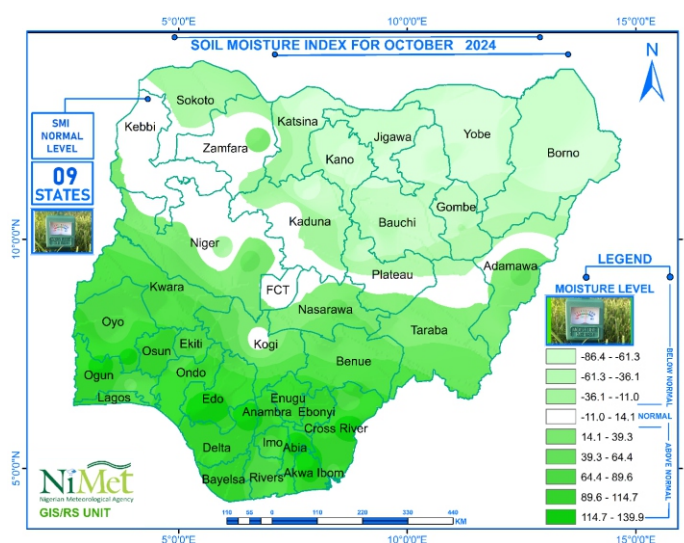 5°0'0"E
10°0'0"E
15°0'0"E
SOIL MOISTURE INDEX FOR OCTOBER 2024
N
SMI
NORMAL
LEVEL
09
STATES
Sokoto
Kebbi
Zamfara
Katsina
Kano
Jigawa
Yobe
Borno
Kaduna
Bauchi
Gombe
Niger
Plateau
Adamawa
FCT
Nasarawa
Kwara
Taraba
Oyo
Kogi
Benue
Osun
Ekiti
Ogun
Ondo
Lagos
Edo
Enugu
Anambra
Ebonyi
Cross River
Delta
Imo
Abia
Bayelsa
Rivers
Akwa Ibom
10°0'0"N
5°0'0"N
10°0'0"N
5°0'0"N
LEGEND
MOISTURE LEVEL
-86.4 - -61.3
-61.3 - -36.1
-36.1 - -11.0
-11.0 - 14.1
14.1 - 39.3
39.3 - 64.4
64.4 - 89.6
89.6 - 114.7
114.7 - 139.9
BELOW NORMAL
NORMAL
ABOVE NORMAL
NiMet
Nigerian Meteorological Agency
GIS/RS UNIT
110 55 0 110 220 330 440
KM
5°0'0"E
10°0'0"E
15°0'0"E